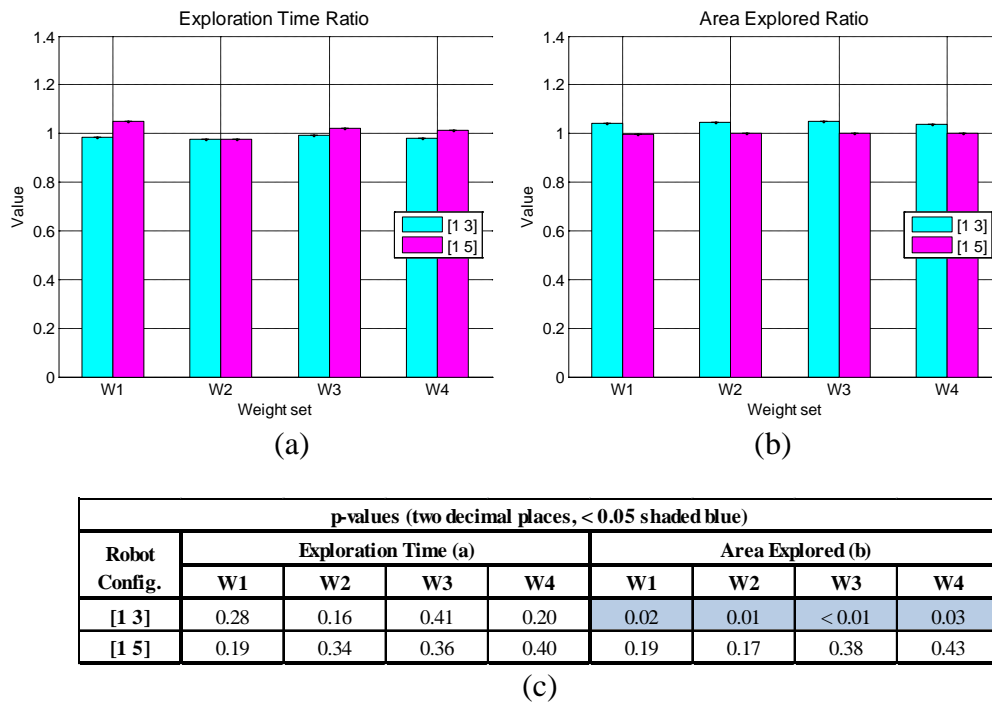 Exploration Time Ratio
1.4
1.2
1
0.8
0.6
0.4
0.2
0
Value
[1 3]
[1 5]
W1 W2 W3 W4
Weight set
(a)
Area Explored Ratio
1.4
1.2
1
0.8
0.6
0.4
0.2
0
Value
[1 3]
[1 5]
W1 W2 W3 W4
Weight set
(b)
p-values (two decimal places, < 0.05 shaded blue)
Robot Config. Exploration Time (a) Area Explored (b)
W1 W2 W3 W4 W1 W2 W3 W4
[1 3] 0.28 0.16 0.41 0.20 0.02 0.01 < 0.01 0.03
[1 5] 0.19 0.34 0.36 0.40 0.19 0.17 0.38 0.43
(c)